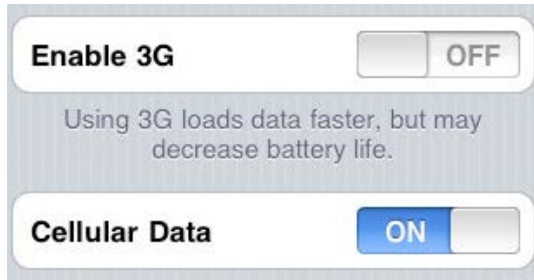 Enable 3G
OFF
Using 3G loads data faster, but may
decrease battery life.
Cellular Data
ON